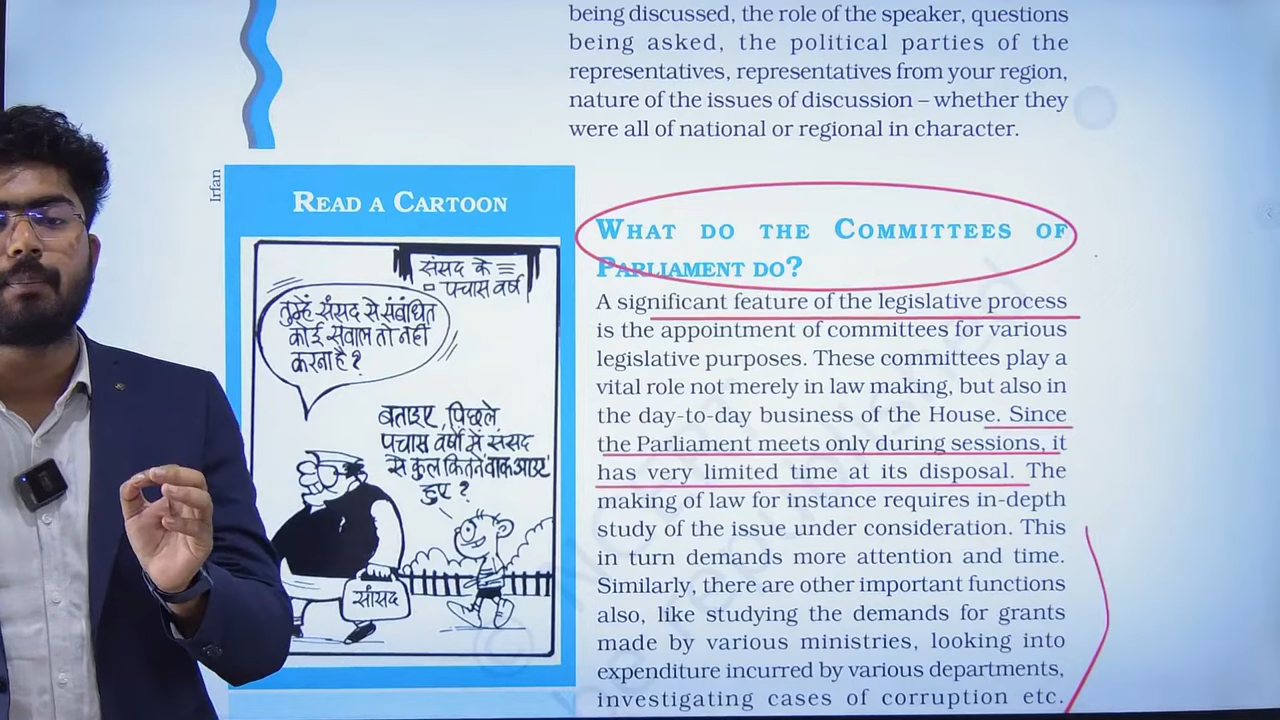 being discussed, the role of the speaker, questions
being asked, the political parties of the
representatives, representatives from your region,
nature of the issues of discussion – whether they
were all of national or regional in character.
Irfan
READ A CARTOON
संसद के
पचास वर्ष
तुम्हें संसद से संबंधित
कोई सवाल तो नहीं
करना है?
बताइए, पिछले
पचास वर्षों में संसद
से कुल कितने 'वाकआउट'
हुए?
सांसद
WHAT DO THE COMMITTEES OF
PARLIAMENT DO?
A significant feature of the legislative process
is the appointment of committees for various
legislative purposes. These committees play a
vital role not merely in law making, but also in
the day-to-day business of the House. Since
the Parliament meets only during sessions, it
has very limited time at its disposal. The
making of law for instance requires in-depth
study of the issue under consideration. This
in turn demands more attention and time.
Similarly, there are other important functions
also, like studying the demands for grants
made by various ministries, looking into
expenditure incurred by various departments,
investigating cases of corruption etc.